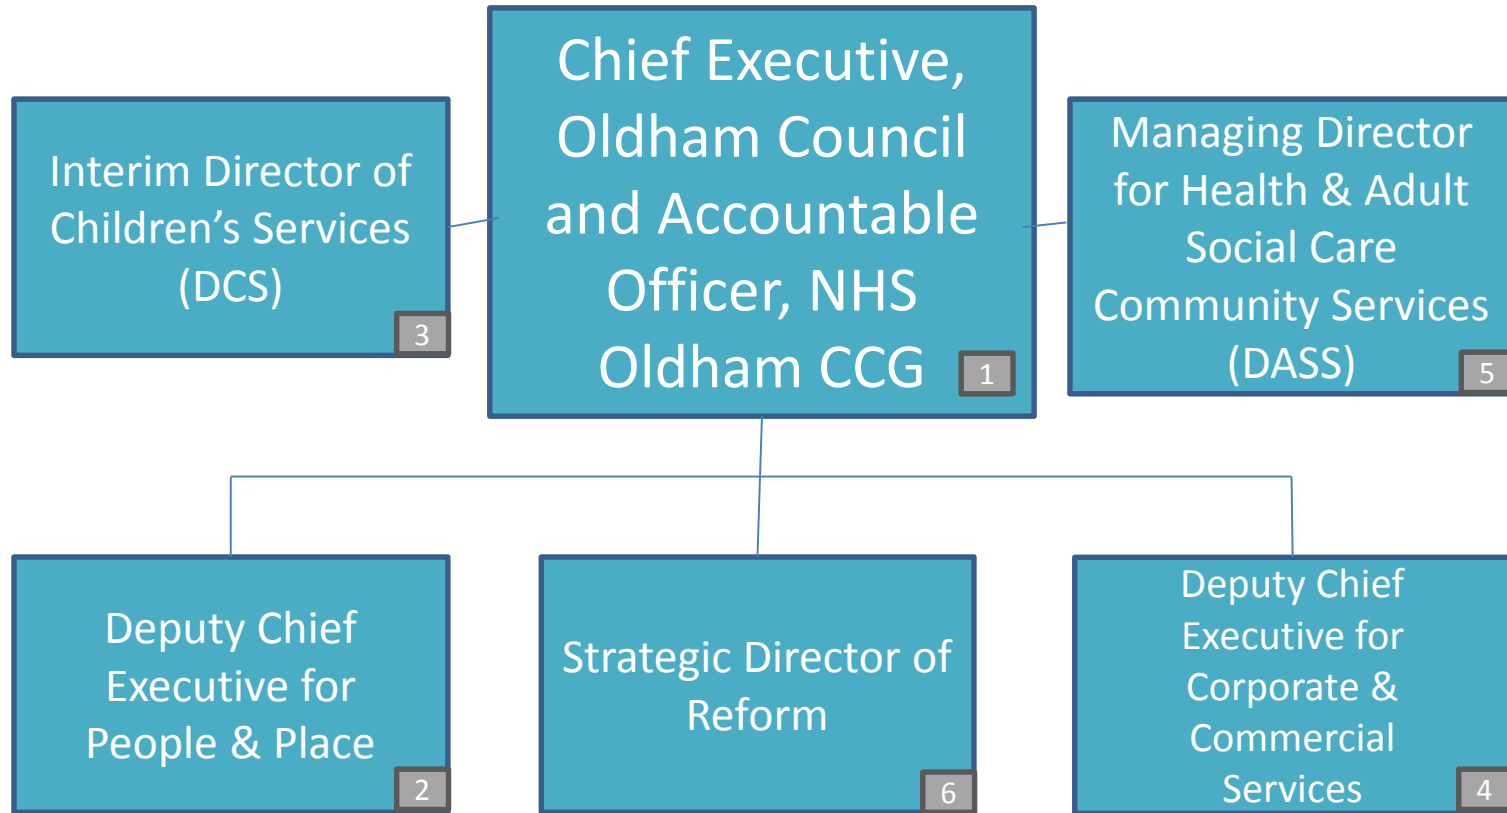 Chief Executive,
Oldham Council
and Accountable
Officer, NHS
Oldham CCG
1
Interim Director of
Children’s Services
(DCS)
3
Managing Director
for Health & Adult
Social Care
Community Services
(DASS)
5
Deputy Chief
Executive for
People & Place
2
Strategic Director of
Reform
6
Deputy Chief
Executive for
Corporate &
Commercial
Services
4